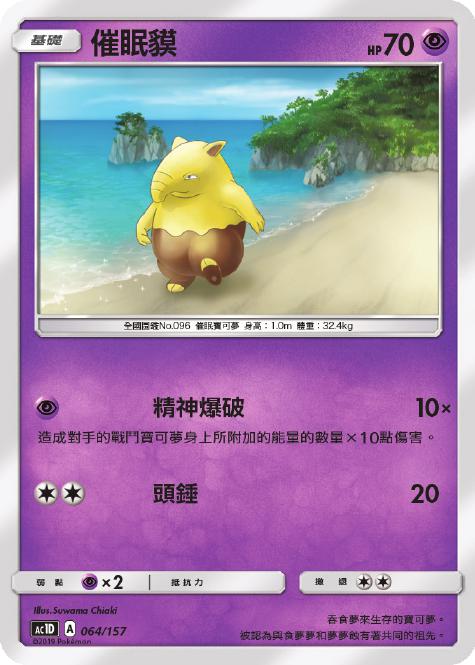 基礎 催眠貘 HP 70
全國圖鑑No.096 催眠寶可夢 身高：1.0m 體重：32.4kg
精神爆破 10×
造成對手的戰鬥寶可夢身上所附加的能量的數量×10點傷害。
頭錘 20
弱點 ×2 抵抗力 撤退
Illus.Suwama Chiaki
吞食夢來生存的寶可夢。
AC1D A 064/157
被認為與食夢夢和夢夢蝕有著共同的祖先。
©2019 Pokémon